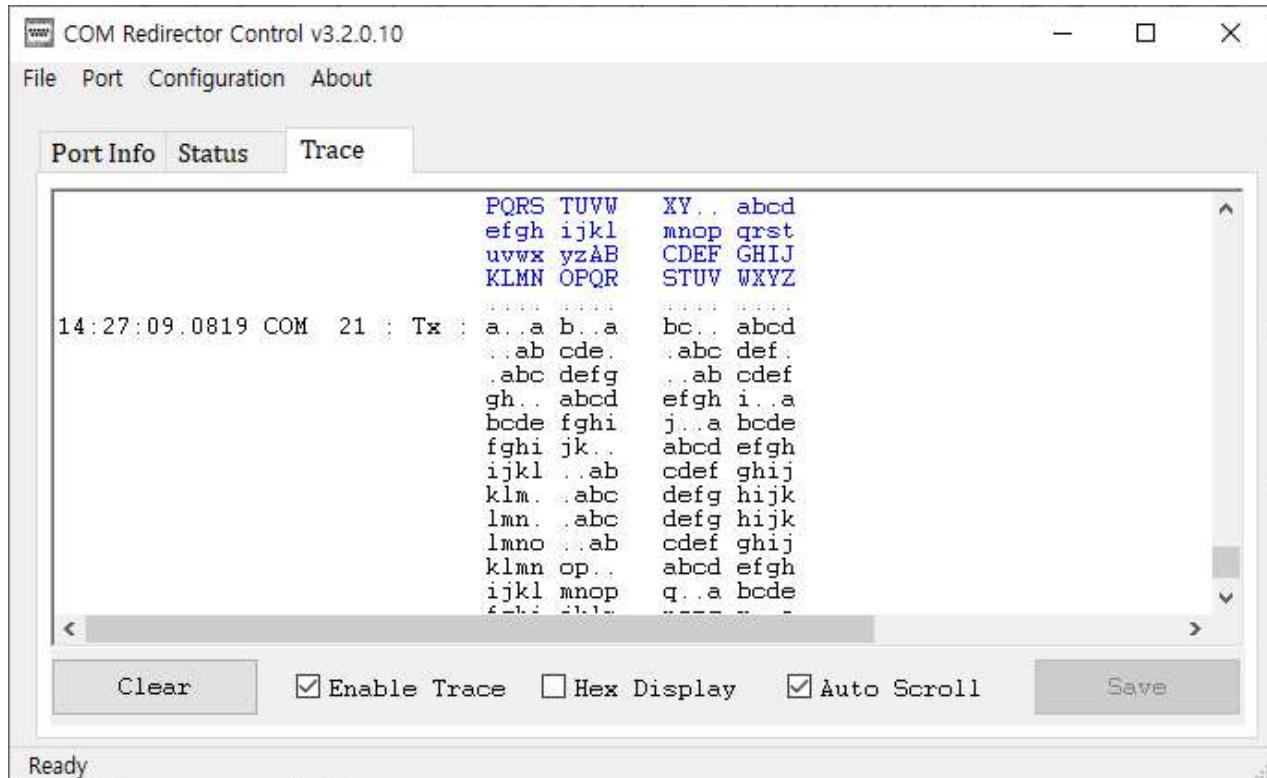 COM Redirector Control v3.2.0.10
File Port Configuration About
Port Info Status Trace
PQRS TUVW XY.. abcd
efgh ijkl mnop qrst
uvwx yzAB CDEF GHIJ
KLMN OPQR STUV WXYZ
.... .... .... ....
14:27:09.0819 COM 21 : Tx : a..a b..a bc.. abcd
..ab cde. .abc def.
.abc defg ..ab cdef
gh.. abcd efgh i..a
bcde fghi j..a bcde
fghi jk.. abcd efgh
ijkl ..ab cdef ghij
klm. .abc defg hijk
lmn. .abc defg hijk
lmno ..ab cdef ghij
klmn op.. abcd efgh
ijkl mnop q..a bcde
Clear Enable Trace Hex Display Auto Scroll Save
Ready